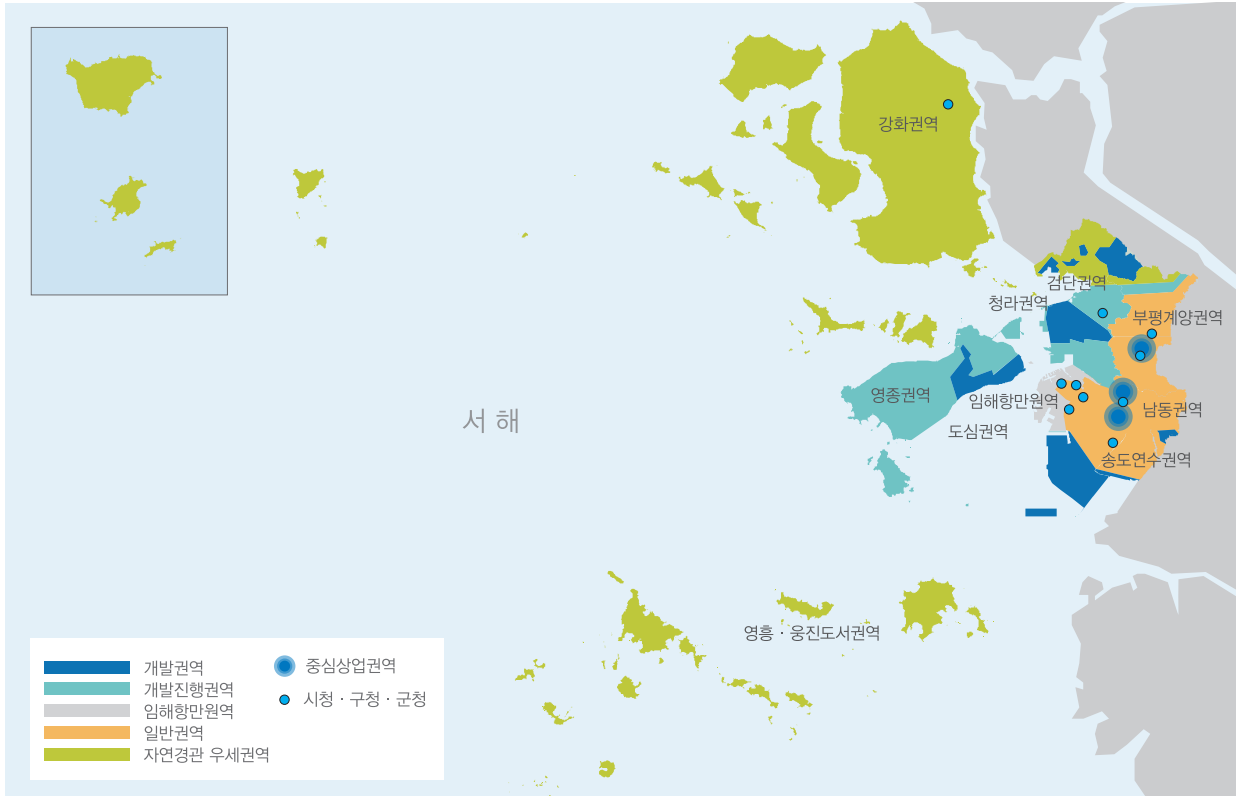 강화권역
검단권역
청라권역
부평계양권역
영종권역
임해항만원역
남동권역
서 해
도심권역
송도연수권역
영흥 · 웅진도서권역
개발권역
개발진행권역
임해항만원역
일반권역
자연경관 우세권역
중심상업권역
시청 · 구청 · 군청